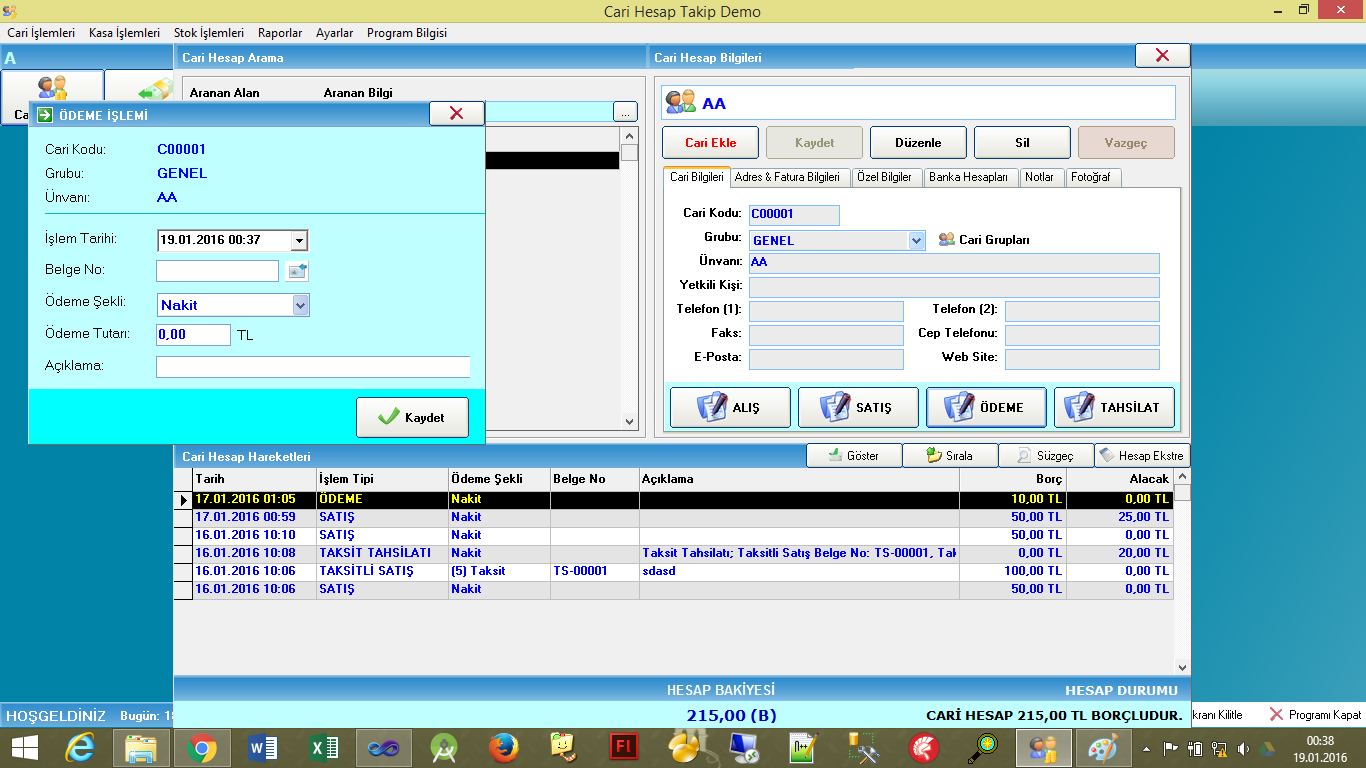 Cari Hesap Takip Demo
Cari İşlemleri Kasa İşlemleri Stok İşlemleri Raporlar Ayarlar Program Bilgisi
A
Cari Hesap Arama
Cari Hesap Bilgileri
Aranan Alan Aranan Bilgi
...
ÖDEME İŞLEMİ
Cari Kodu: C00001
Grubu: GENEL
Ünvanı: AA
İşlem Tarihi: 19.01.2016 00:37
Belge No:
Ödeme Şekli: Nakit
Ödeme Tutarı: 0,00 TL
Açıklama:
Kaydet
AA
Cari Ekle Kaydet Düzenle Sil Vazgeç
Cari Bilgileri Adres & Fatura Bilgileri Özel Bilgiler Banka Hesapları Notlar Fotoğraf
Cari Kodu: C00001
Grubu: GENEL Cari Grupları
Ünvanı: AA
Yetkili Kişi:
Telefon (1): Telefon (2):
Faks: Cep Telefonu:
E-Posta: Web Site:
ALIŞ SATIŞ ÖDEME TAHSİLAT
Cari Hesap Hareketleri Göster Sırala Süzgeç Hesap Ekstre
Tarih İşlem Tipi Ödeme Şekli Belge No Açıklama Borç Alacak
17.01.2016 01:05 ÖDEME Nakit 10,00 TL 0,00 TL
17.01.2016 00:59 SATIŞ Nakit 50,00 TL 25,00 TL
16.01.2016 10:10 SATIŞ Nakit 50,00 TL 0,00 TL
16.01.2016 10:08 TAKSİT TAHSİLATI Nakit Taksit Tahsilatı; Taksitli Satış Belge No: TS-00001, Tak 0,00 TL 20,00 TL
16.01.2016 10:06 TAKSİTLİ SATIŞ (5) Taksit TS-00001 sdasd 100,00 TL 0,00 TL
16.01.2016 10:06 SATIŞ Nakit 50,00 TL 0,00 TL
HESAP BAKİYESİ HESAP DURUMU
215,00 (B) CARİ HESAP 215,00 TL BORÇLUDUR.
HOŞGELDİNİZ Bugün:
kranı Kilitle Programı Kapat
00:38
19.01.2016